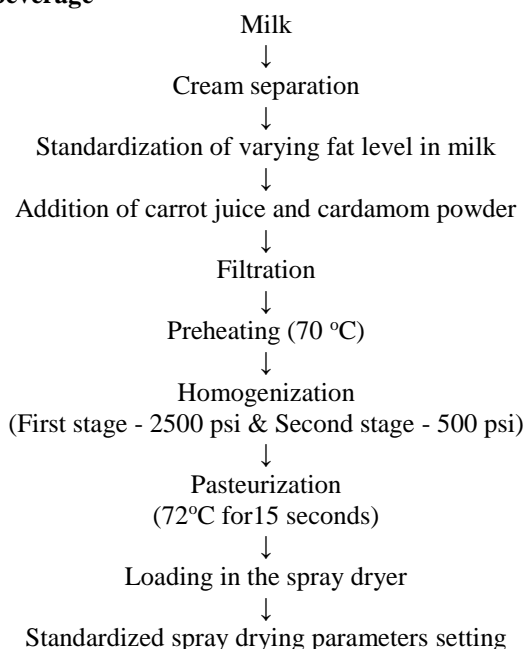 beverage
Milk
↓
Cream separation
↓
Standardization of varying fat level in milk
↓
Addition of carrot juice and cardamom powder
↓
Filtration
↓
Preheating (70 °C)
↓
Homogenization
(First stage - 2500 psi & Second stage - 500 psi)
↓
Pasteurization
(72°C for15 seconds)
↓
Loading in the spray dryer
↓
Standardized spray drying parameters setting